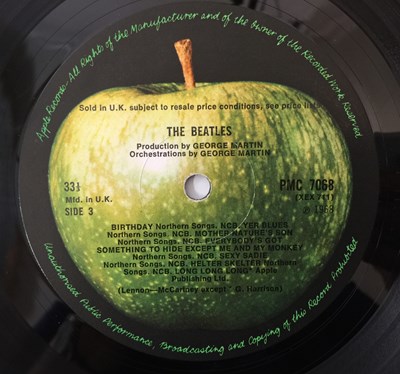 Apple Records·All Rights of the Manufacturer and of the Owner of the Recorded Work Reserved
Sold in U.K. subject to resale price conditions, see price list
THE BEATLES
Production by GEORGE MARTIN
Orchestrations by GEORGE MARTIN
33⅓
Mfd. in U.K.
SIDE 3
PMC 7068
(XEX 711)
℗ 1968
BIRTHDAY Northern Songs. NCB. YER BLUES
Northern Songs. NCB. MOTHER NATURE'S SON
Northern Songs. NCB. EVERYBODY'S GOT
SOMETHING TO HIDE EXCEPT ME AND MY MONKEY
Northern Songs. NCB. SEXY SADIE
Northern Songs. NCB. HELTER SKELTER Northern
Songs. NCB. LONG LONG LONG* Apple
Publishing Ltd.
(Lennon—McCartney except *G. Harrison)
Unauthorised Public Performance, Broadcasting and Copying of this Record Prohibited